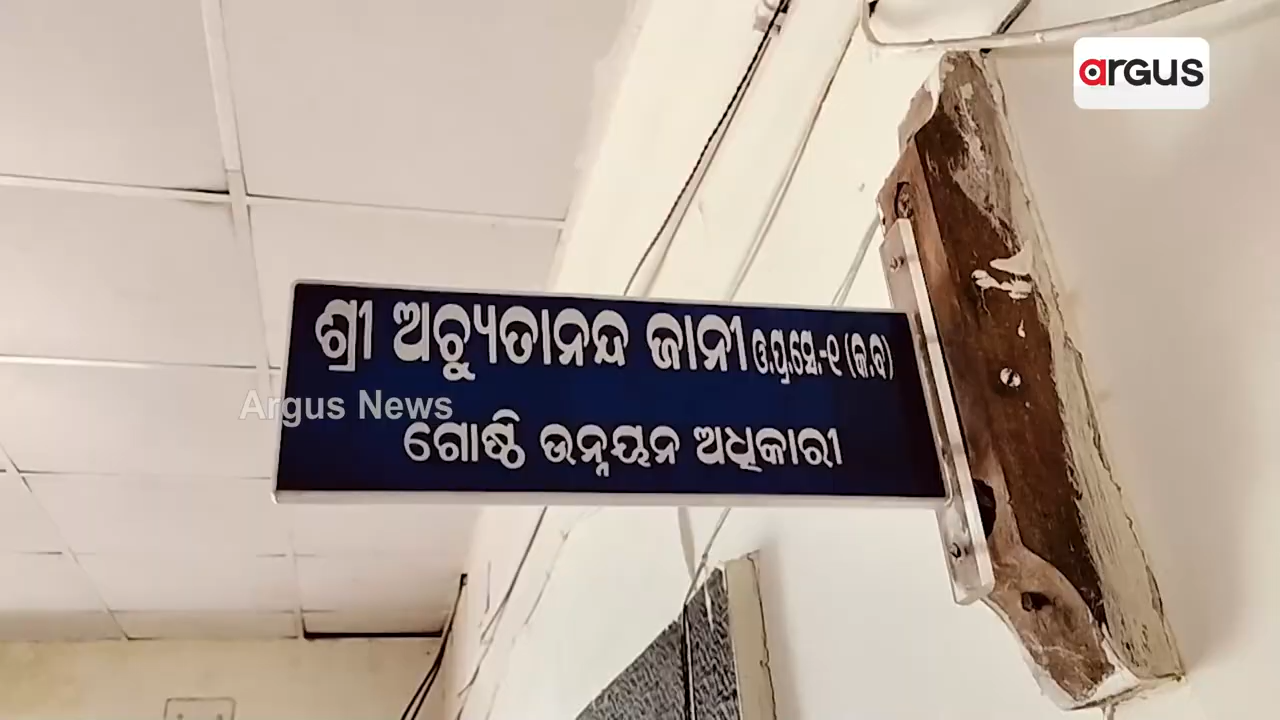 argus
ଶ୍ରୀ ଅଚ୍ୟୁତାନନ୍ଦ ଜାନୀ ଓ.ପ୍ର.ସେ.-୧ (କ.ବ)
Argus News
ଗୋଷ୍ଠି ଉନ୍ନୟନ ଅଧିକାରୀ